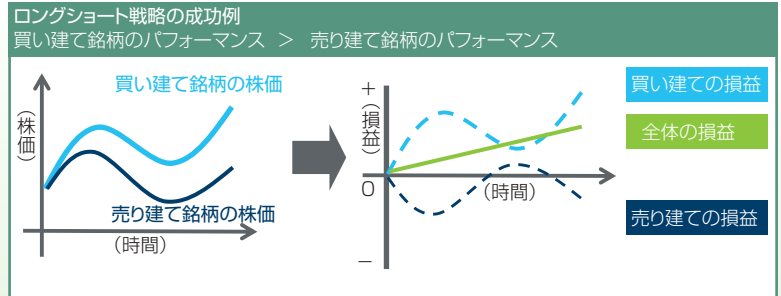 ロングショート戦略の成功例
買い建て銘柄のパフォーマンス ＞ 売り建て銘柄のパフォーマンス
（株価）
買い建て銘柄の株価
売り建て銘柄の株価
（時間）
＋
（損益）
0
－
（時間）
買い建ての損益
全体の損益
売り建ての損益